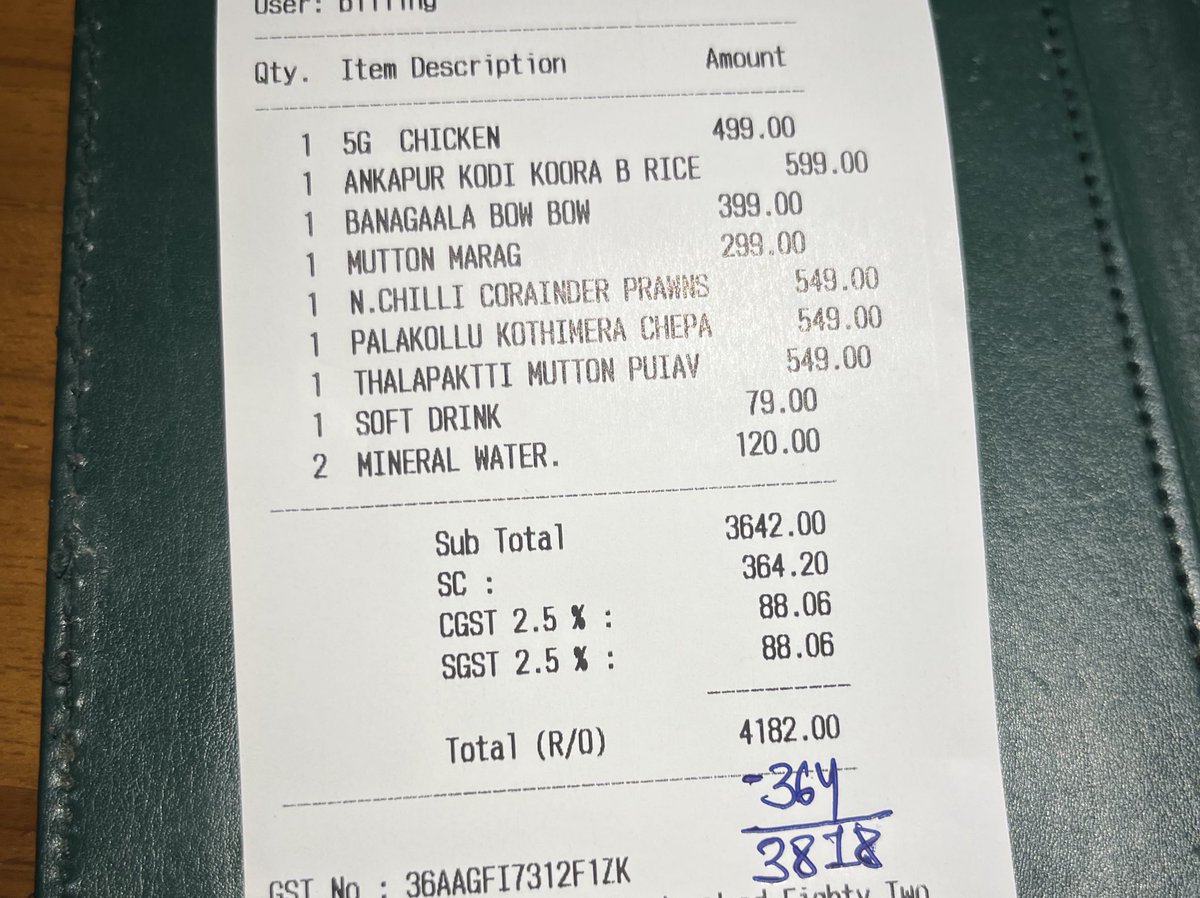 User: Billing
Qty. Item Description Amount
1 5G CHICKEN 499.00
1 ANKAPUR KODI KOORA B RICE 599.00
1 BANAGAALA BOW BOW 399.00
1 MUTTON MARAG 299.00
1 N.CHILLI CORAINDER PRAWNS 549.00
1 PALAKOLLU KOTHIMERA CHEPA 549.00
1 THALAPAKTTI MUTTON PUIAV 549.00
1 SOFT DRINK 79.00
2 MINERAL WATER. 120.00
Sub Total 3642.00
SC : 364.20
CGST 2.5 % : 88.06
SGST 2.5 % : 88.06
Total (R/O) 4182.00
-364
3818
GST No : 36AAGFI7312F1ZK
Eighty Two